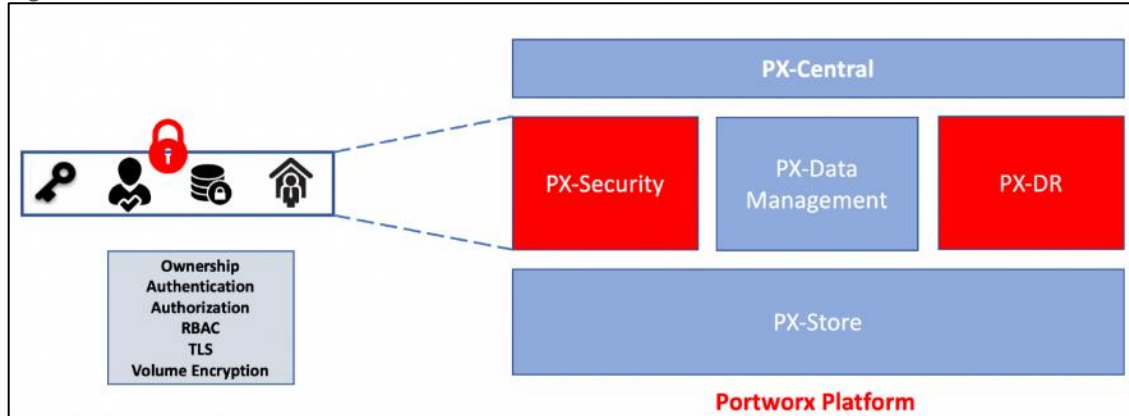 PX-Central
PX-Security
PX-Data
Management
PX-DR
Ownership
Authentication
Authorization
RBAC
TLS
Volume Encryption
PX-Store
Portworx Platform